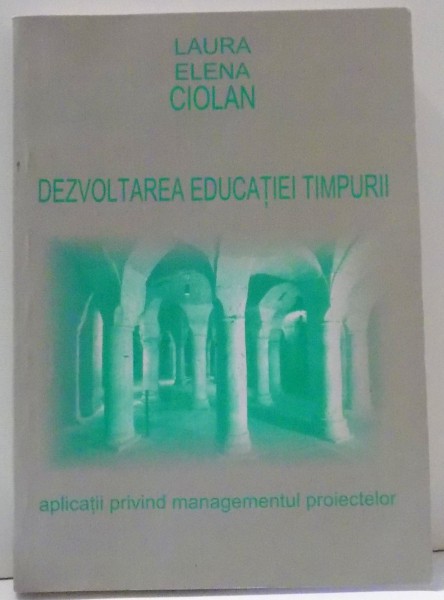 LAURA
ELENA
CIOLAN
DEZVOLTAREA EDUCAȚIEI TIMPURII
aplicații privind managementul proiectelor